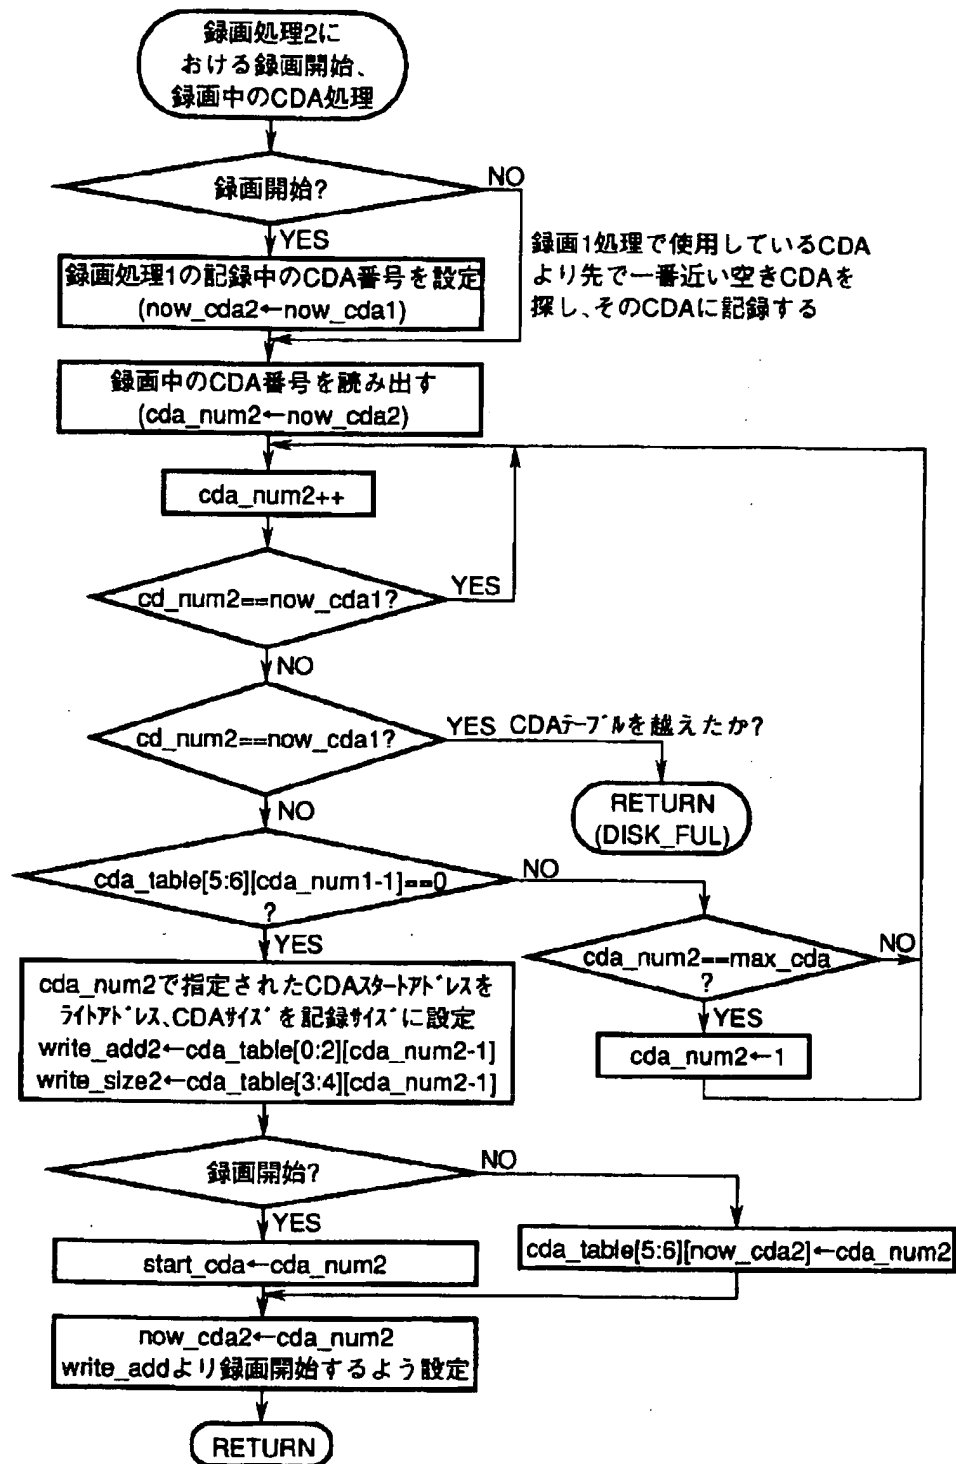 録画処理2に
おける録画開始、
録画中のCDA処理
録画開始?
NO
YES
録画1処理で使用しているCDA
より先で一番近い空きCDAを
探し、そのCDAに記録する
録画処理1の記録中のCDA番号を設定
(now_cda2←now_cda1)
録画中のCDA番号を読み出す
(cda_num2←now_cda2)
cda_num2++
cd_num2==now_cda1?
YES
NO
cd_num2==now_cda1?
YES CDAテーブルを越えたか?
NO
RETURN
(DISK_FUL)
cda_table[5:6][cda_num1-1]==0
?
NO
YES
cda_num2==max_cda
?
NO
YES
cda_num2←1
cda_num2で指定されたCDAスタートアドレスを
ライトアドレス、CDAサイズを記録サイズに設定
write_add2←cda_table[0:2][cda_num2-1]
write_size2←cda_table[3:4][cda_num2-1]
録画開始?
NO
YES
start_cda←cda_num2
cda_table[5:6][now_cda2]←cda_num2
now_cda2←cda_num2
write_addより録画開始するよう設定
RETURN